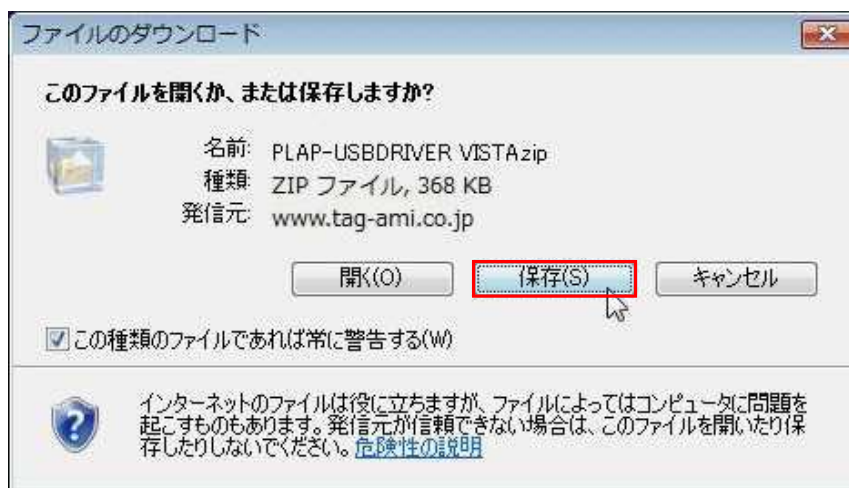 ファイルのダウンロード
このファイルを開くか、または保存しますか?
名前: PLAP-USBDRIVER VISTAzip
種類: ZIP ファイル, 368 KB
発信元: www.tag-ami.co.jp
開く(O) 保存(S) キャンセル
この種類のファイルであれば常に警告する(W)
インターネットのファイルは役に立ちますが、ファイルによってはコンピュータに問題を
起こすものもあります。発信元が信頼できない場合は、このファイルを開いたり保
存したりしないでください。危険性の説明